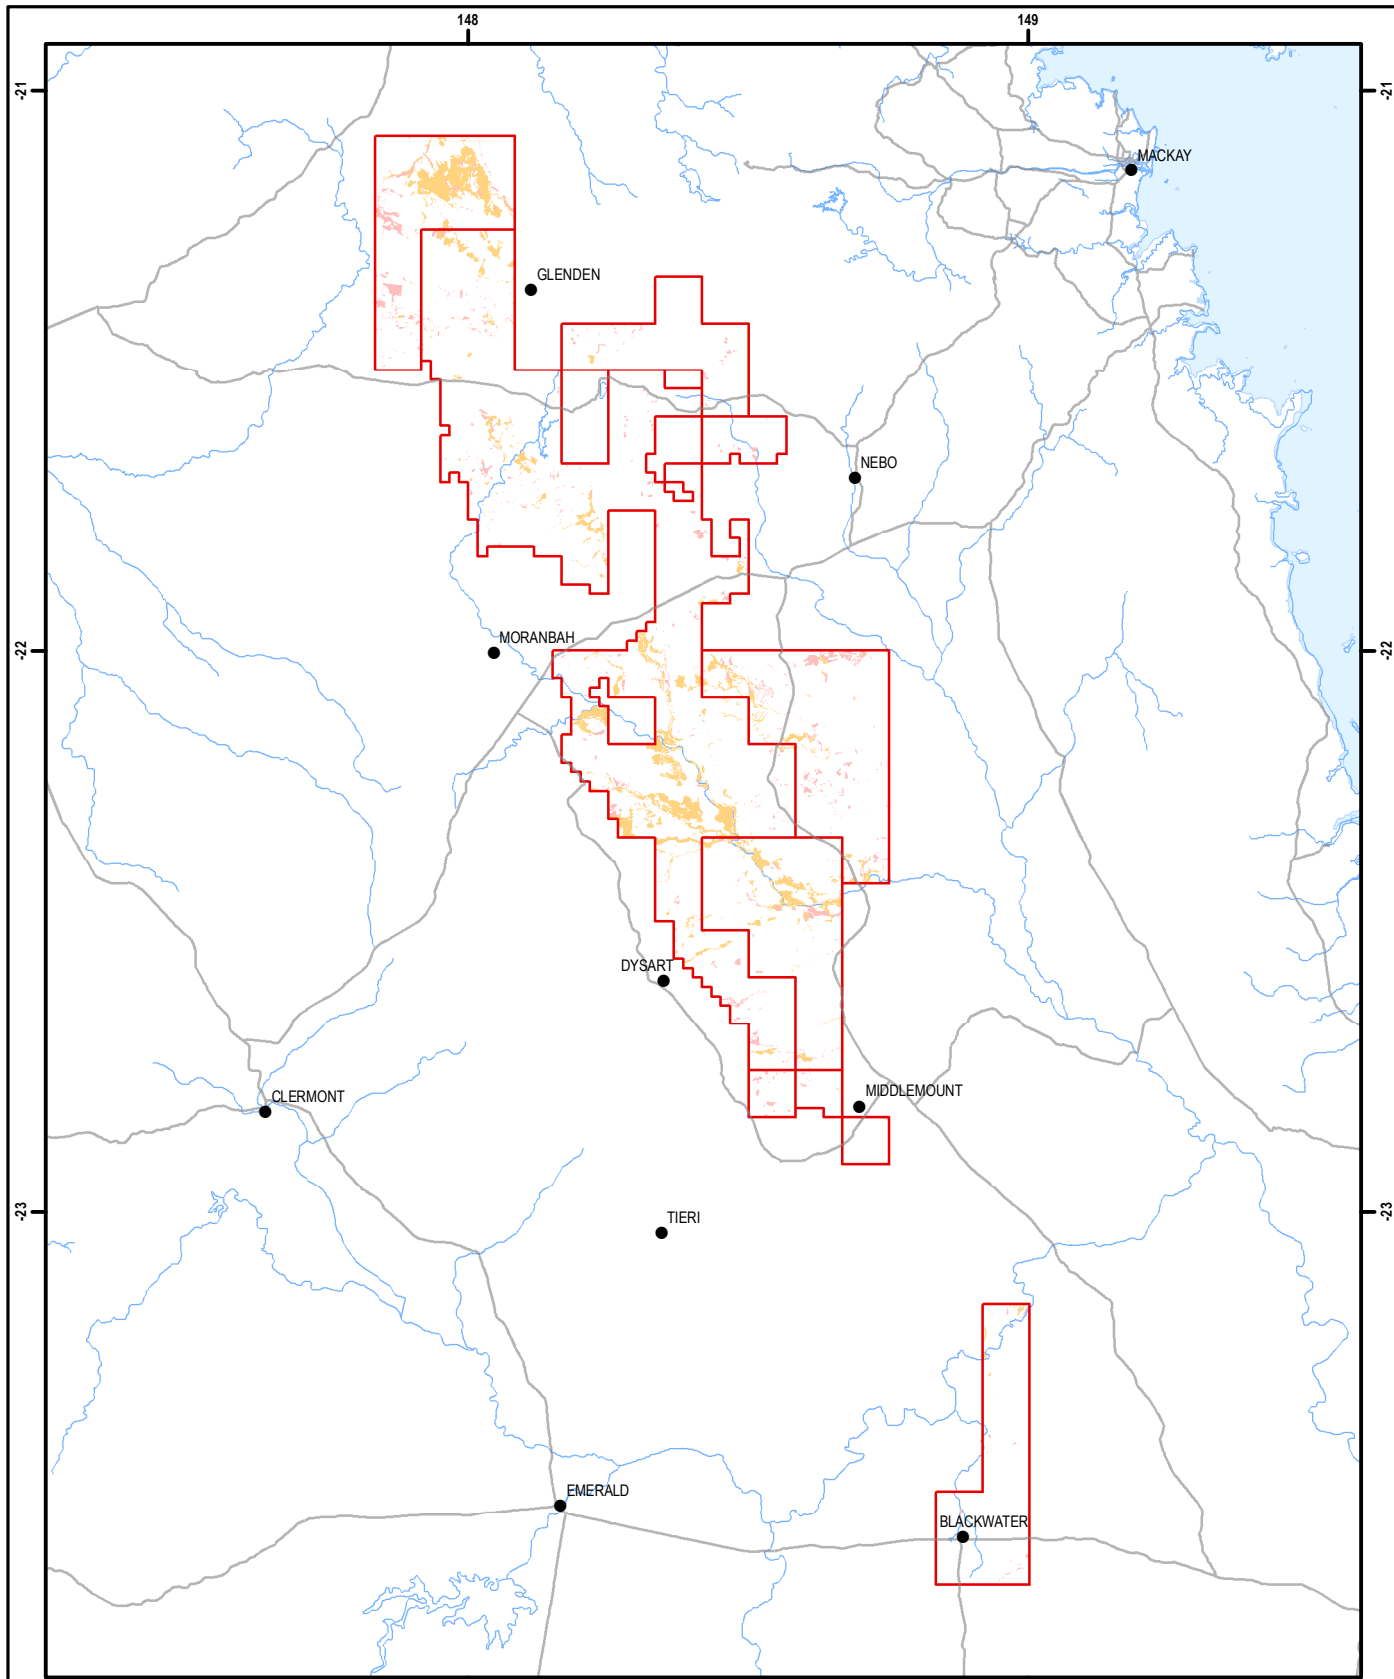 148
149
-21
-21
MACKAY
GLENDEN
NEBO
MORANBAH
-22
-22
DYSART
CLERMONT
MIDDLEMOUNT
-23
-23
TIERI
EMERALD
BLACKWATER